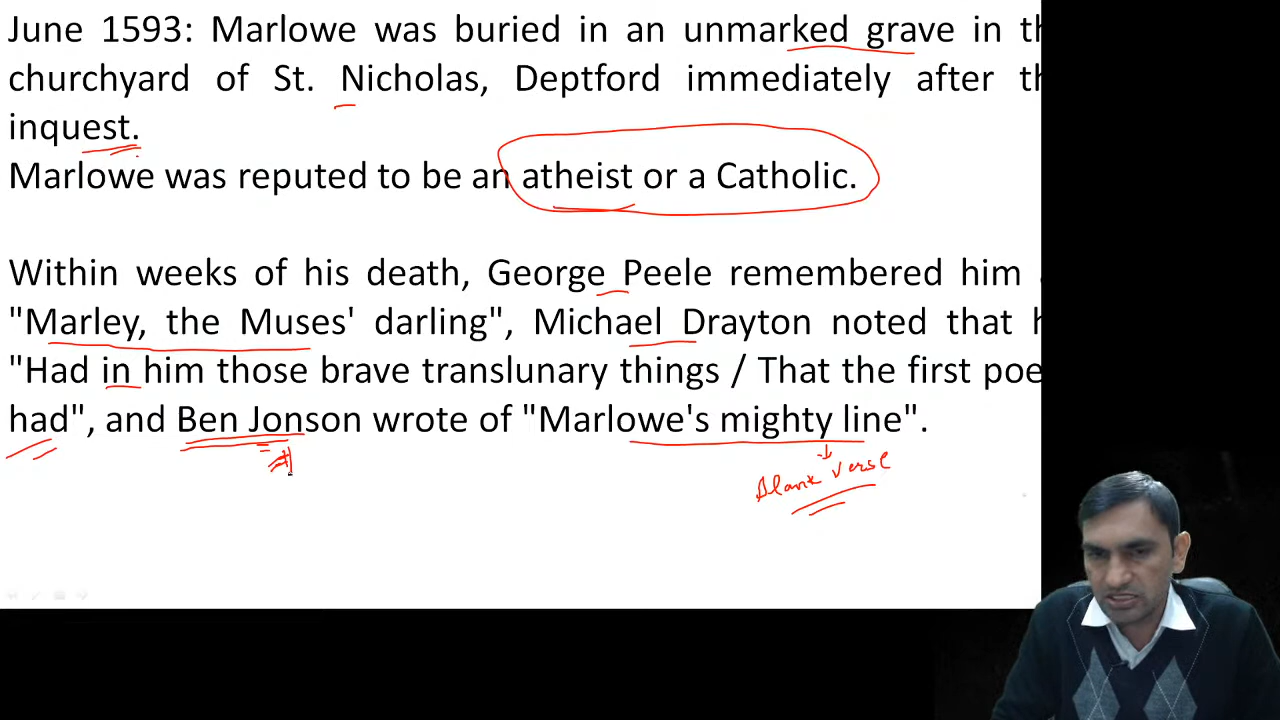 June 1593: Marlowe was buried in an unmarked grave in th
churchyard of St. Nicholas, Deptford immediately after th
inquest.
Marlowe was reputed to be an atheist or a Catholic.
Within weeks of his death, George Peele remembered him
"Marley, the Muses' darling", Michael Drayton noted that h
"Had in him those brave translunary things / That the first poe
had", and Ben Jonson wrote of "Marlowe's mighty line".
Blank verse